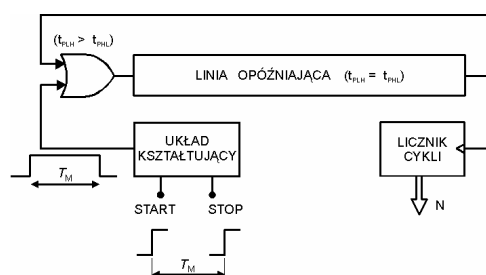 (tPLH > tPHL)
LINIA OPÓŹNIAJĄCA (tPLH = tPHL)
UKŁAD
KSZTAŁTUJĄCY
LICZNIK
CYKLI
TM
START STOP
N
TM